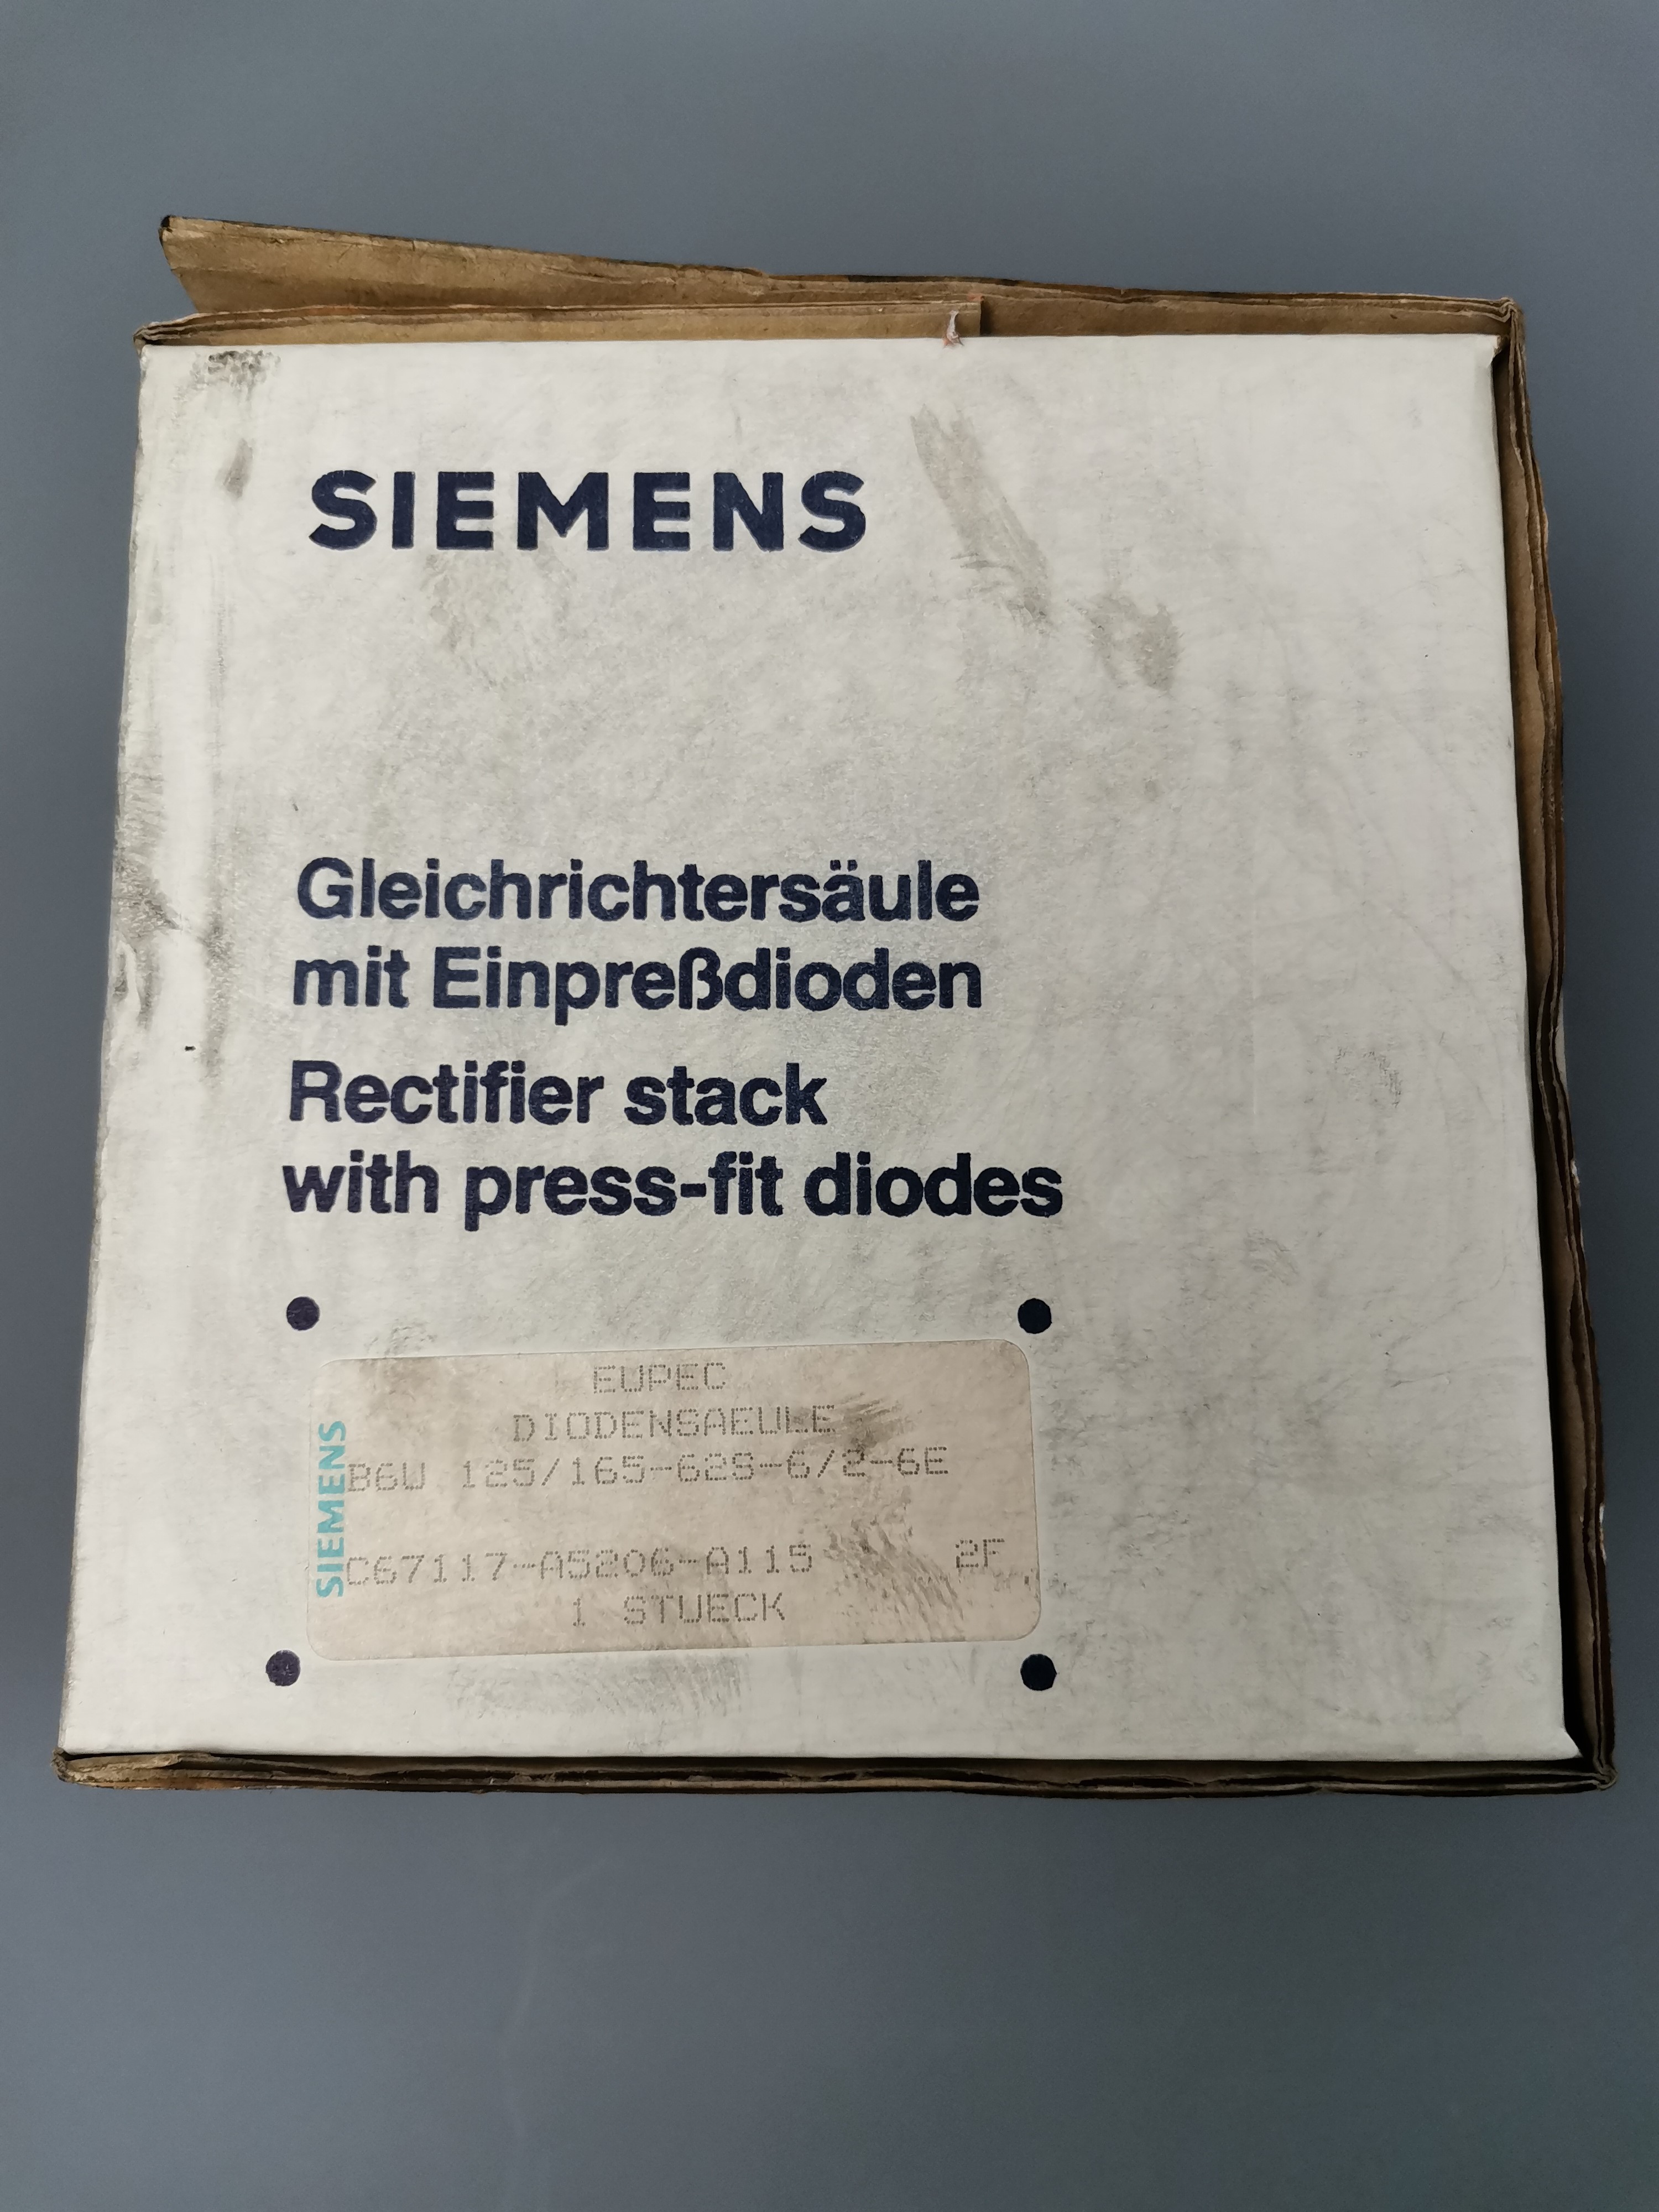 SIEMENS
Gleichrichtersäule
mit Einpreßdioden
Rectifier stack
with press-fit diodes
SIEMENS
EUPEC
DIODENSAEULE
B6U 125/165-62S-6/2-6E
C67117-A5206-A115 2F
1 STUECK